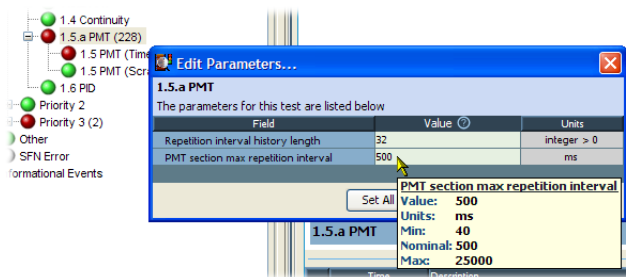 1.4 Continuity
1.5.a PMT (228)
1.5 PMT (Time
1.5 PMT (Scra
1.6 PID
Priority 2
Priority 3 (2)
Other
SFN Error
formational Events
Edit Parameters...
1.5.a PMT
The parameters for this test are listed below
Field Value Units
Repetition interval history length 32 integer > 0
PMT section max repetition interval 500 ms
Set All
PMT section max repetition interval
Value: 500
Units: ms
Min: 40
Nominal: 500
Max: 25000
1.5.a PMT
Time Description